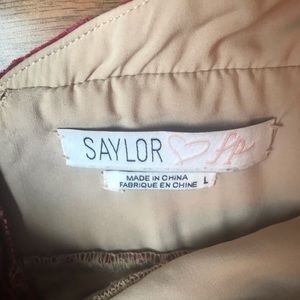 SAYLOR
MADE IN CHINA
FABRIQUE EN CHINE
L